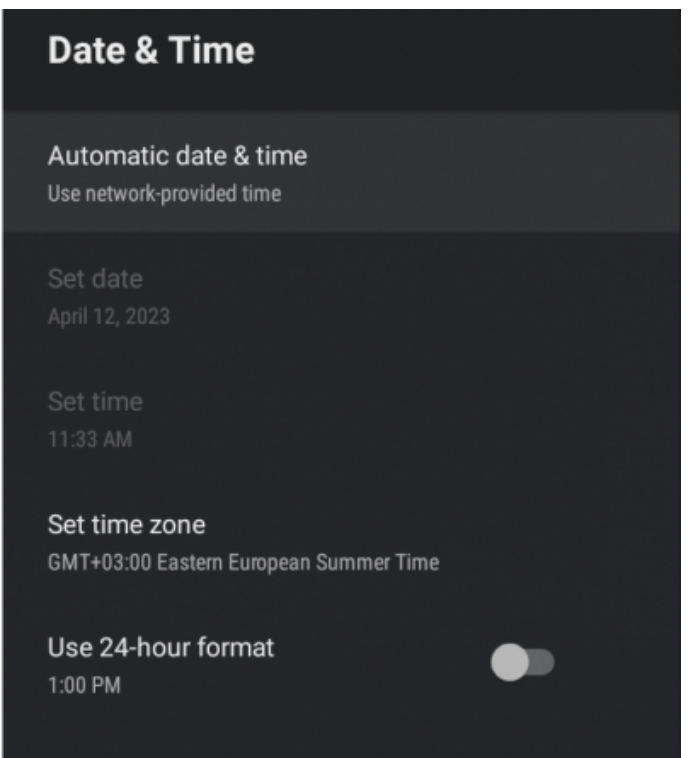 Date & Time
Automatic date & time
Use network-provided time
Set date
April 12, 2023
Set time
11:33 AM
Set time zone
GMT+03:00 Eastern European Summer Time
Use 24-hour format
1:00 PM